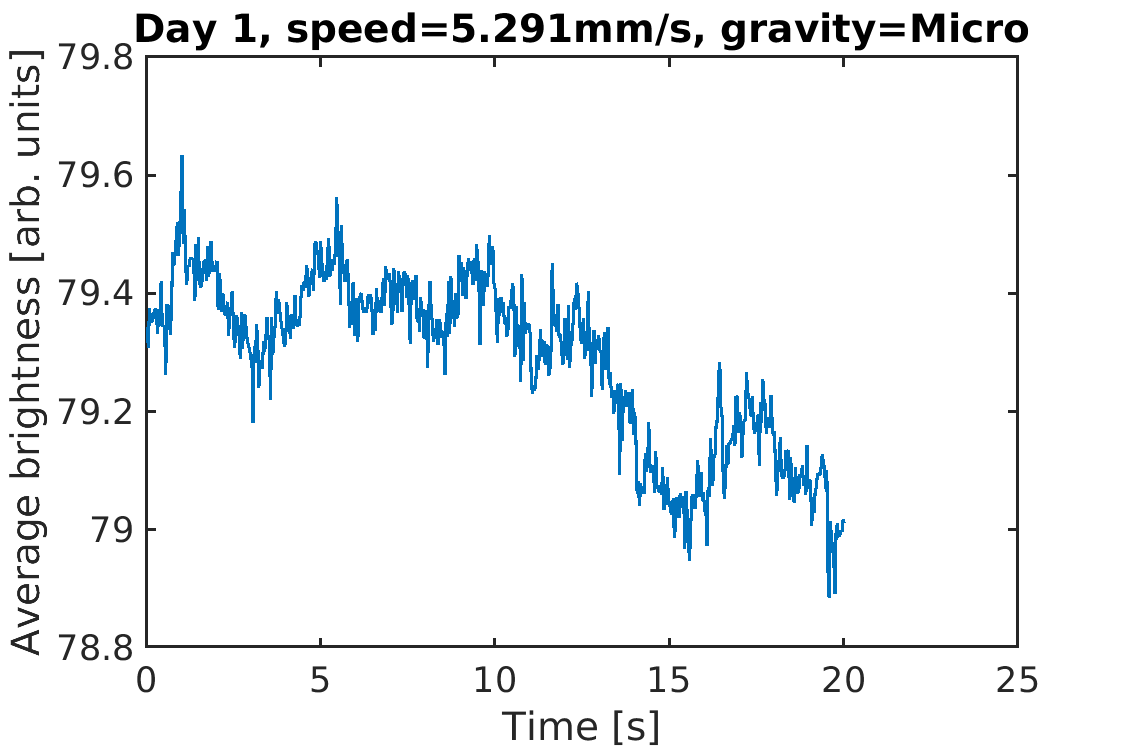 Day 1, speed=5.291mm/s, gravity=Micro
Average brightness [arb. units]
79.8
79.6
79.4
79.2
79
78.8
0 5 10 15 20 25
Time [s]